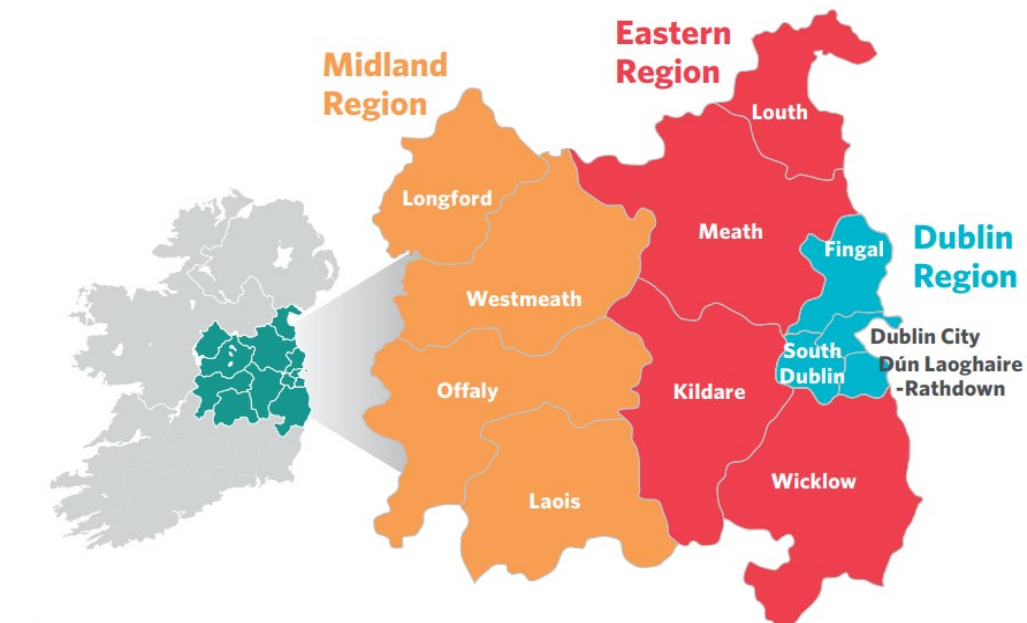 Eastern
Region
Midland
Region
Louth
Longford
Meath
Fingal
Dublin
Region
Westmeath
Dublin City
South
Dublin
Dún Laoghaire
-Rathdown
Offaly
Kildare
Wicklow
Laois